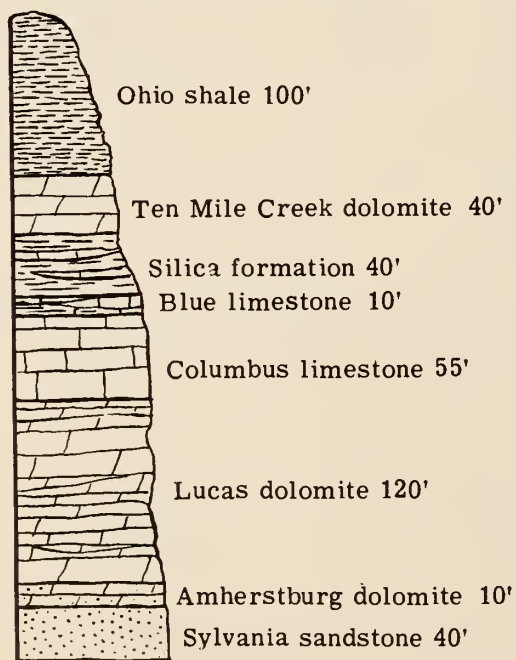 Ohio shale 100'
Ten Mile Creek dolomite 40'
Silica formation 40'
Blue limestone 10'
Columbus limestone 55'
Lucas dolomite 120'
Amherstburg dolomite 10'
Sylvania sandstone 40'